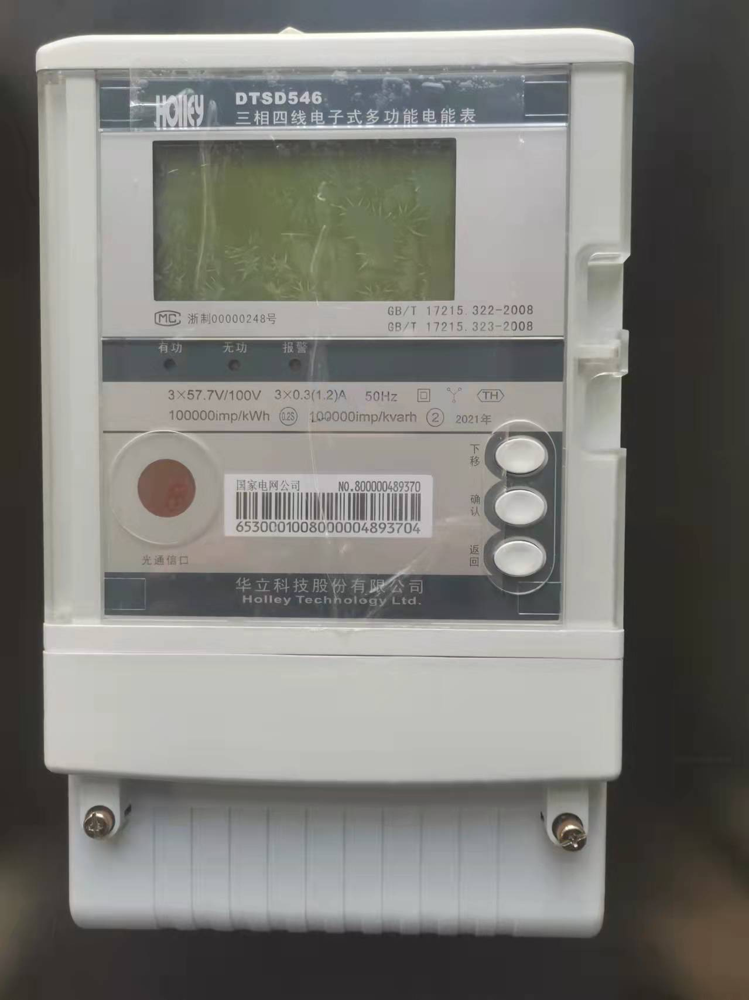 HOLLEY
DTSD546
三相四线电子式多功能电能表
MC 浙制00000248号
GB/T 17215.322-2008
GB/T 17215.323-2008
有功 无功 报警
3×57.7V/100V 3×0.3(1.2)A 50Hz TH
100000imp/kWh 0.2S 100000imp/kvarh 2 2021年
下移
确认
返回
国家电网公司 NO.800000489370
6530001008000004893704
光通信口
华立科技股份有限公司
Holley Technology Ltd.